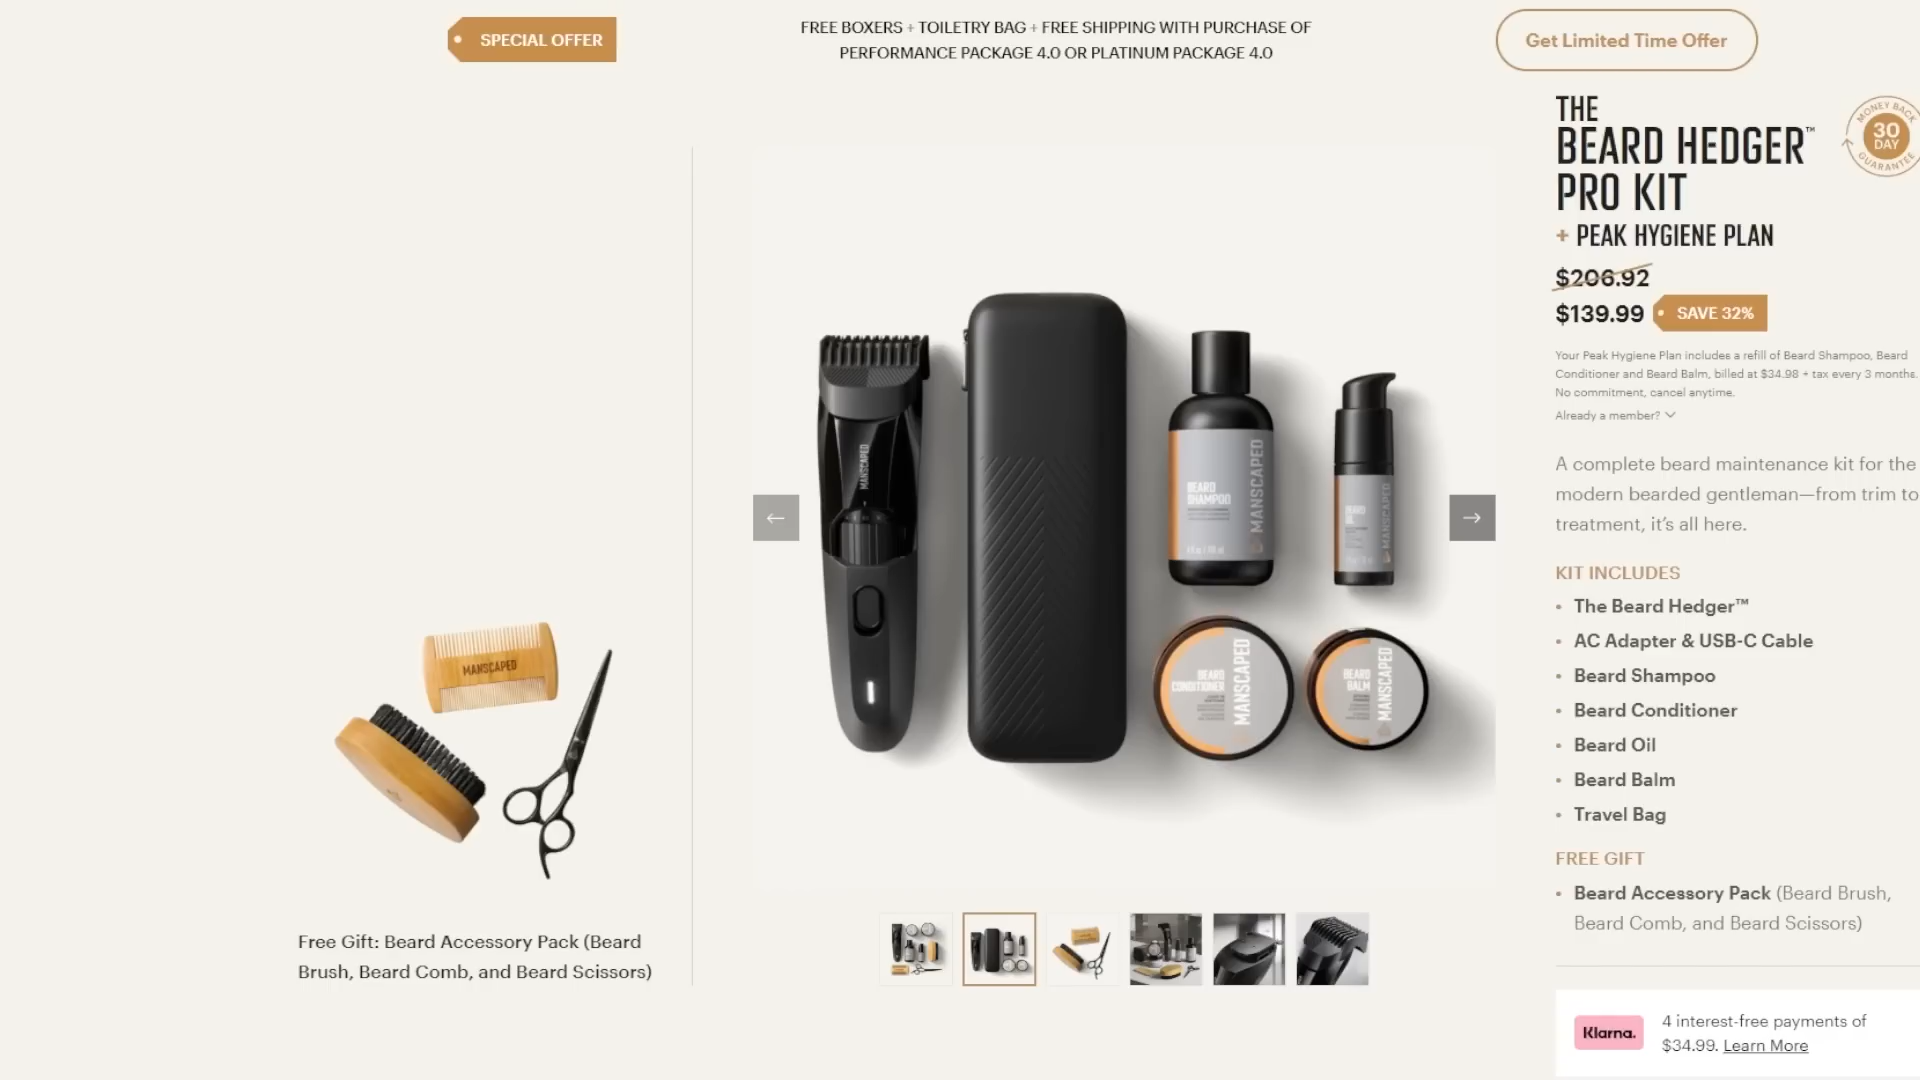 SPECIAL OFFER
FREE BOXERS + TOILETRY BAG + FREE SHIPPING WITH PURCHASE OF
PERFORMANCE PACKAGE 4.0 OR PLATINUM PACKAGE 4.0
Get Limited Time Offer
THE
BEARD HEDGER™
PRO KIT
+ PEAK HYGIENE PLAN
MONEY BACK
30
DAY
GUARANTEE
$206.92
$139.99
SAVE 32%
Your Peak Hygiene Plan includes a refill of Beard Shampoo, Beard
Conditioner and Beard Balm, billed at $34.98 + tax every 3 months.
No commitment, cancel anytime.
Already a member?
A complete beard maintenance kit for the
modern bearded gentleman—from trim to
treatment, it's all here.
KIT INCLUDES
• The Beard Hedger™
• AC Adapter & USB-C Cable
• Beard Shampoo
• Beard Conditioner
• Beard Oil
• Beard Balm
• Travel Bag
FREE GIFT
• Beard Accessory Pack (Beard Brush,
Beard Comb, and Beard Scissors)
Klarna.
4 interest-free payments of
$34.99. Learn More
MANSCAPED
Free Gift: Beard Accessory Pack (Beard
Brush, Beard Comb, and Beard Scissors)
MANSCAPED
BEARD
SHAMPOO
MANSCAPED
BEARD
OIL
MANSCAPED
BEARD
CONDITIONER
MANSCAPED
BEARD
BALM
MANSCAPED